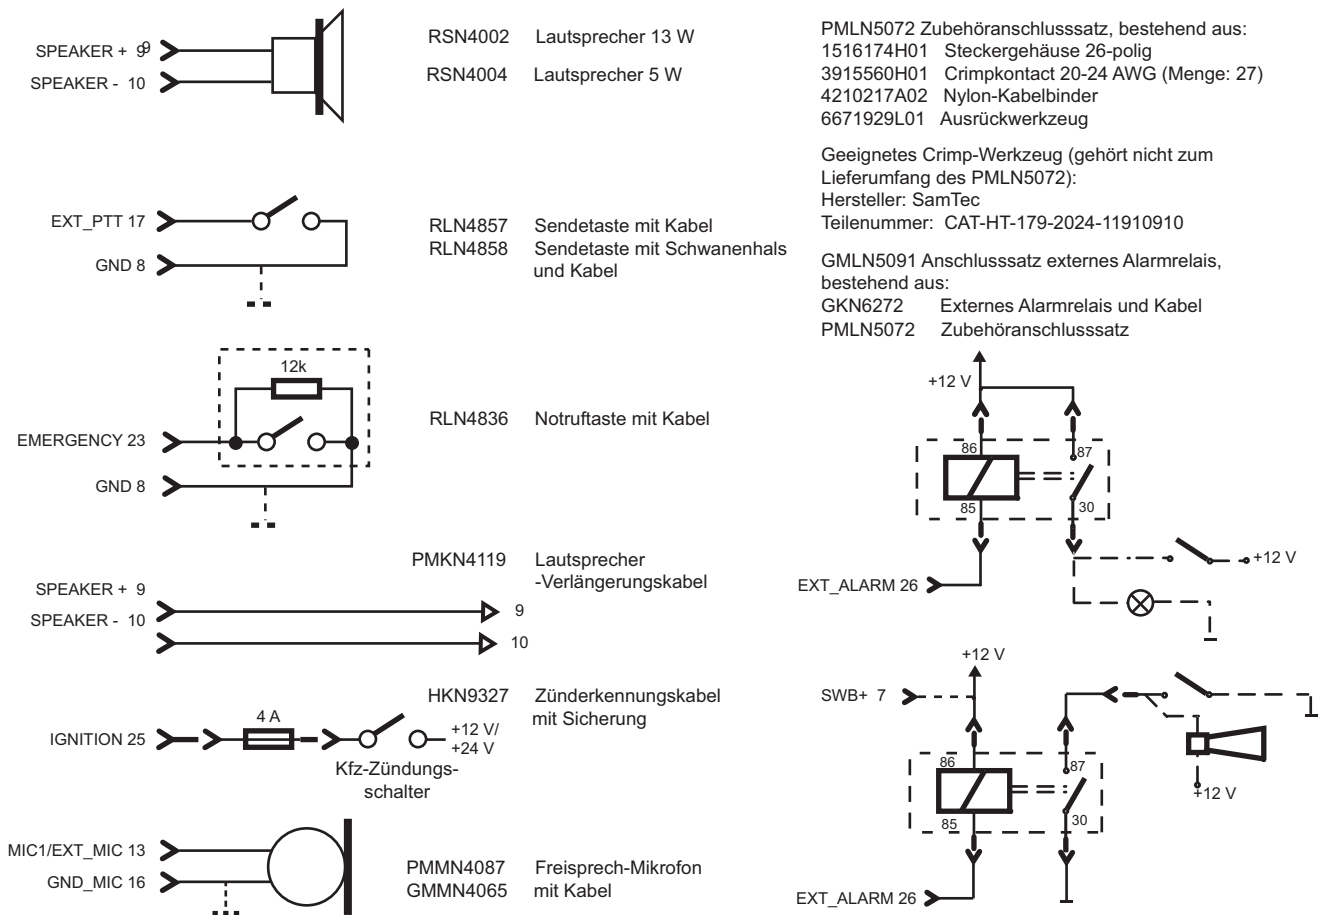 SPEAKER + 9
9
SPEAKER - 10
RSN4002 Lautsprecher 13 W
RSN4004 Lautsprecher 5 W
EXT_PTT 17
GND 8
RLN4857 Sendetaste mit Kabel
RLN4858 Sendetaste mit Schwanenhals
und Kabel
12k
EMERGENCY 23
GND 8
RLN4836 Notruftaste mit Kabel
PMKN4119 Lautsprecher
-Verlängerungskabel
SPEAKER + 9
SPEAKER - 10
9
10
HKN9327 Zünderkennungskabel
mit Sicherung
4 A
IGNITION 25
+12 V/
+24 V
Kfz-Zündungs-
schalter
MIC1/EXT_MIC 13
GND_MIC 16
PMMN4087 Freisprech-Mikrofon
GMMN4065 mit Kabel
PMLN5072 Zubehöranschlusssatz, bestehend aus:
1516174H01 Steckergehäuse 26-polig
3915560H01 Crimpkontact 20-24 AWG (Menge: 27)
4210217A02 Nylon-Kabelbinder
6671929L01 Ausrückwerkzeug
Geeignetes Crimp-Werkzeug (gehört nicht zum
Lieferumfang des PMLN5072):
Hersteller: SamTec
Teilenummer: CAT-HT-179-2024-11910910
GMLN5091 Anschlusssatz externes Alarmrelais,
bestehend aus:
GKN6272 Externes Alarmrelais und Kabel
PMLN5072 Zubehöranschlusssatz
+12 V
86
87
85
30
+12 V
EXT_ALARM 26
+12 V
SWB+ 7
86
87
+12 V
85
30
EXT_ALARM 26